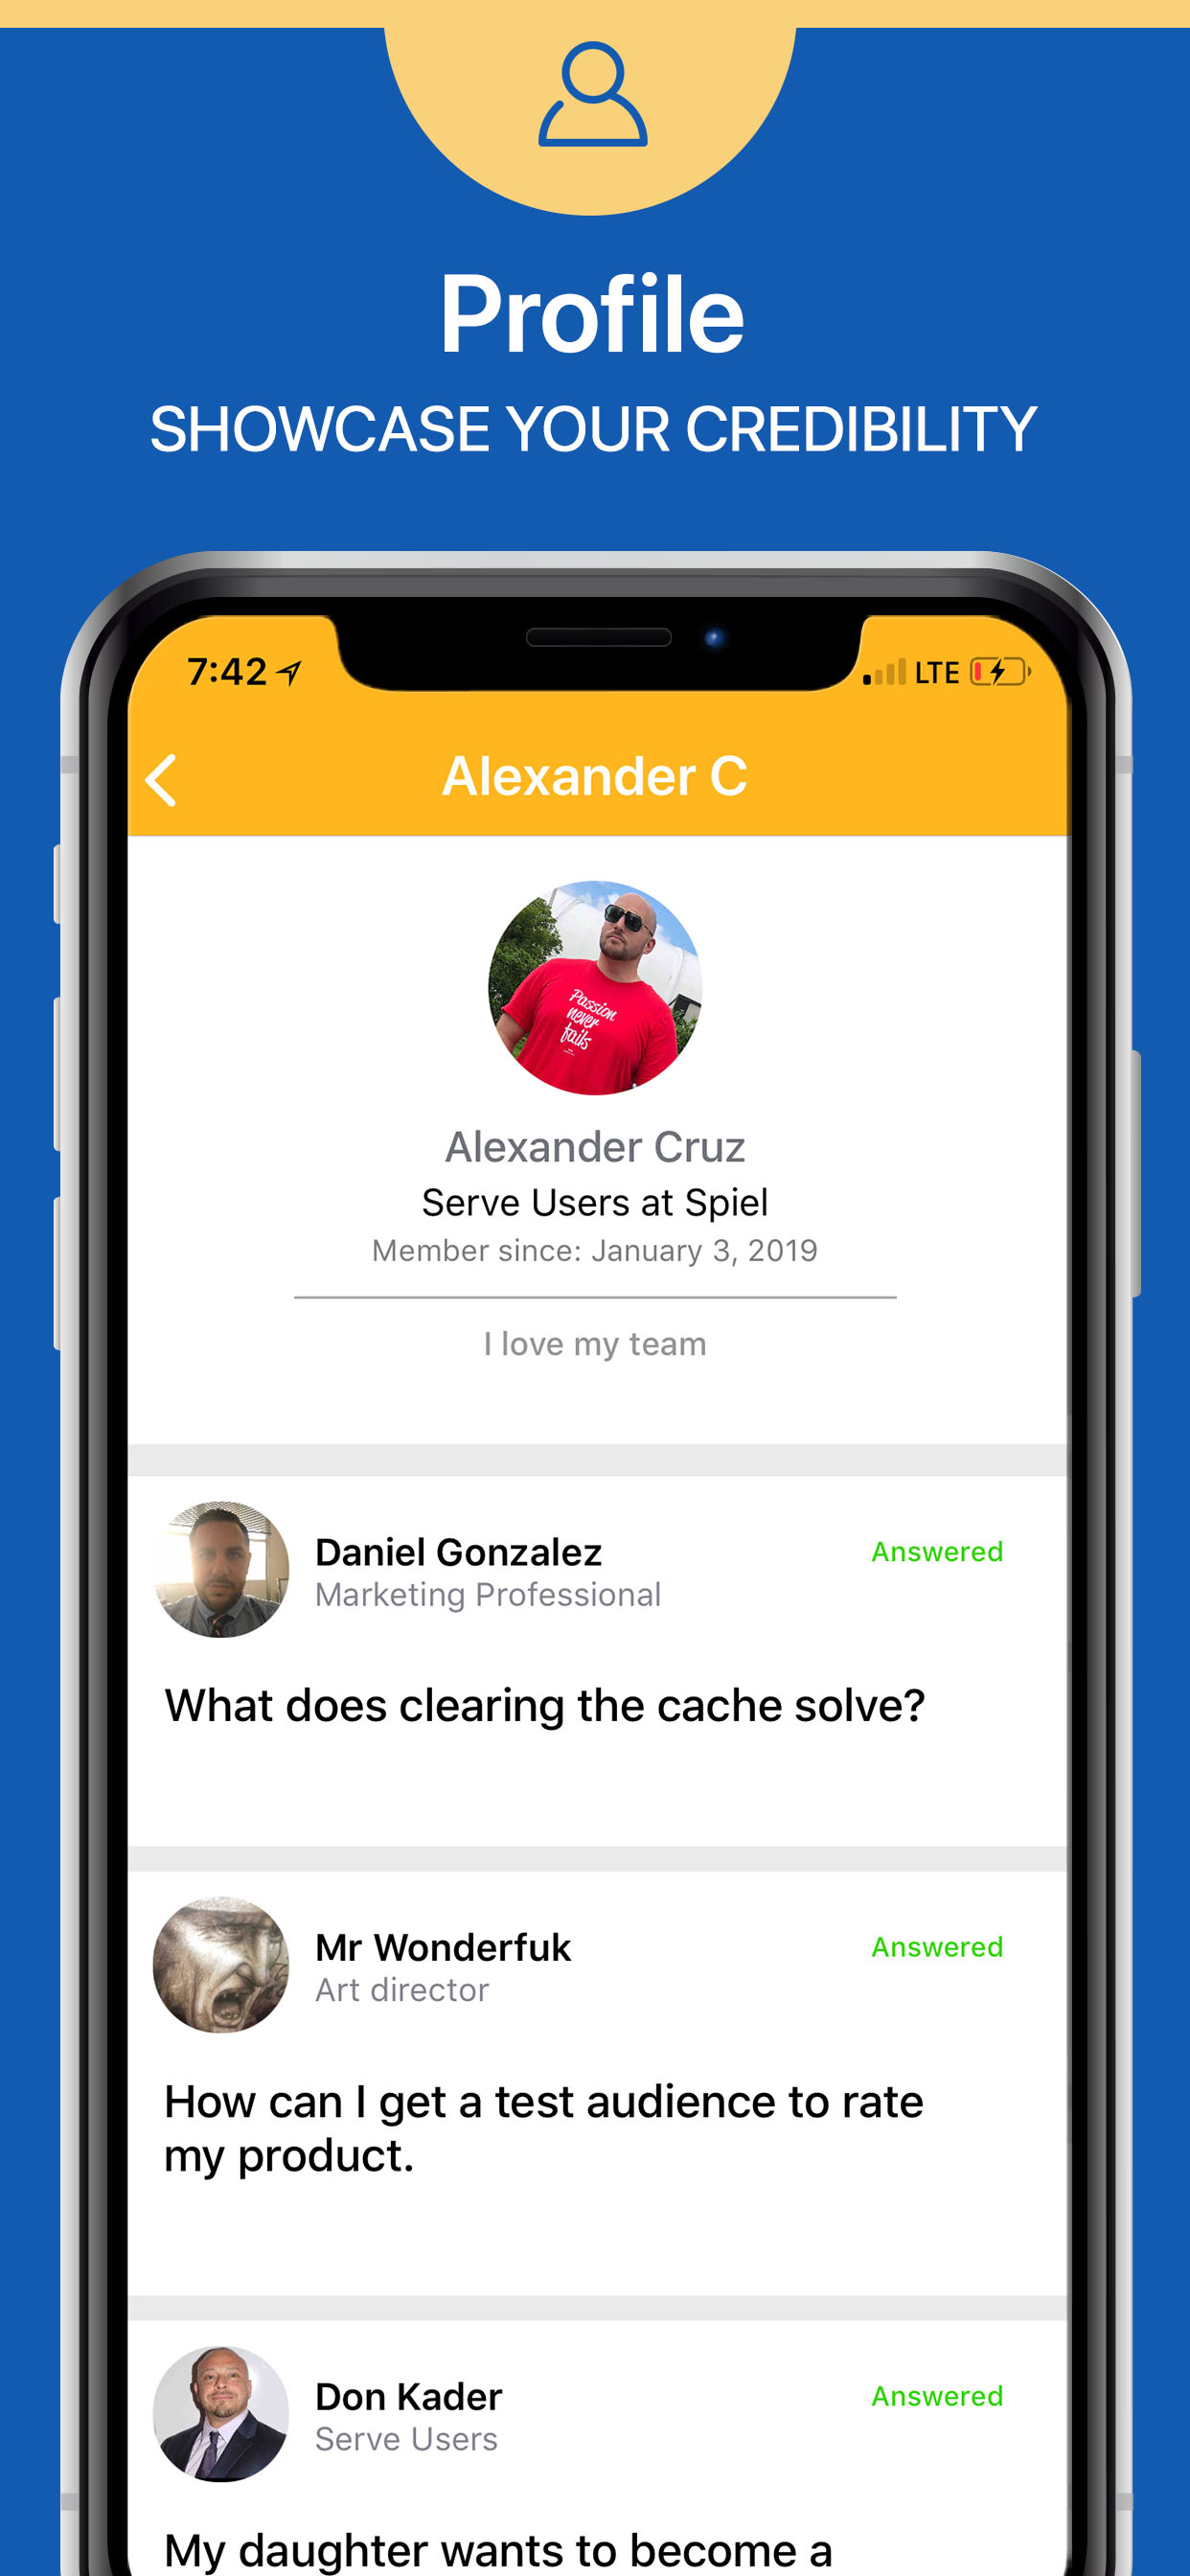 Profile
SHOWCASE YOUR CREDIBILITY
7:42
LTE
Alexander C
Passion
never
fails
Alexander Cruz
Serve Users at Spiel
Member since: January 3, 2019
I love my team
Daniel Gonzalez
Answered
Marketing Professional
What does clearing the cache solve?
Mr Wonderfuk
Answered
Art director
How can I get a test audience to rate
my product.
Don Kader
Answered
Serve Users
My daughter wants to become a